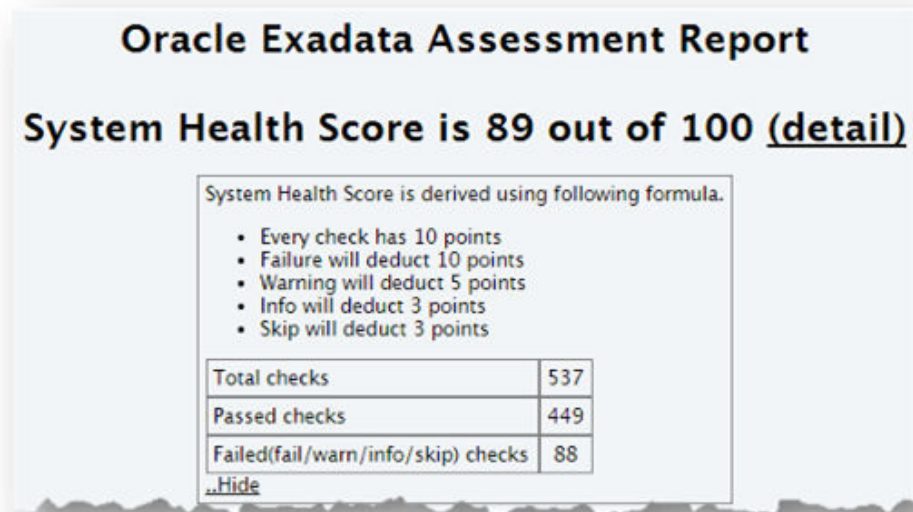 Oracle Exadata Assessment Report
System Health Score is 89 out of 100 (detail)
System Health Score is derived using following formula.
• Every check has 10 points
• Failure will deduct 10 points
• Warning will deduct 5 points
• Info will deduct 3 points
• Skip will deduct 3 points
Total checks 537
Passed checks 449
Failed(fail/warn/info/skip) checks 88
..Hide